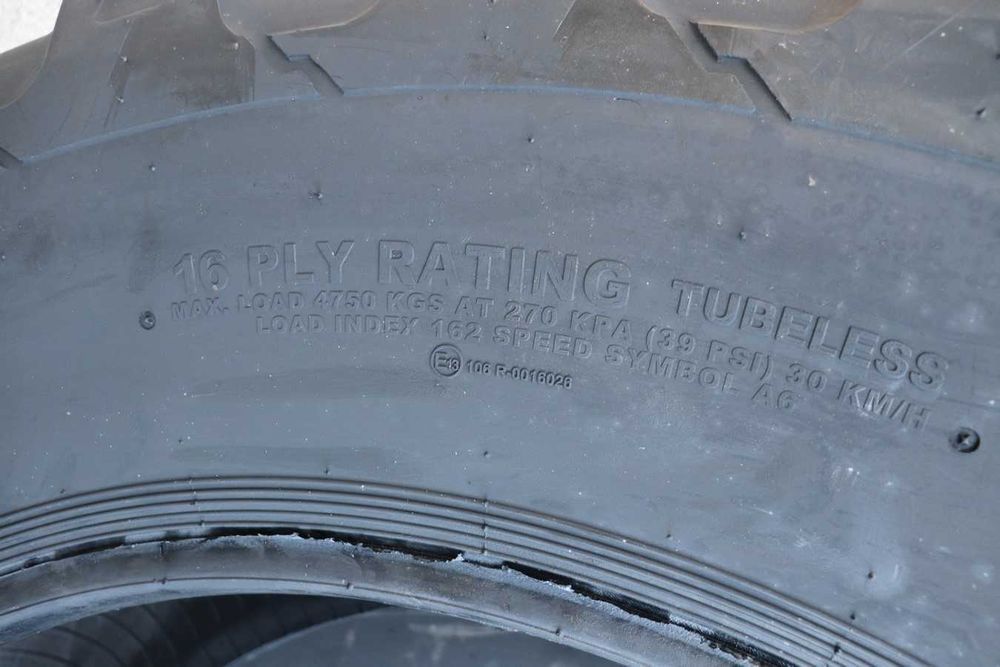 16 PLY RATING TUBELESS
MAX. LOAD 4750 KGS AT 270 KPA (39 PSI) 30 KM/H
LOAD INDEX 162 SPEED SYMBOL A6
E13 106 R-0016026